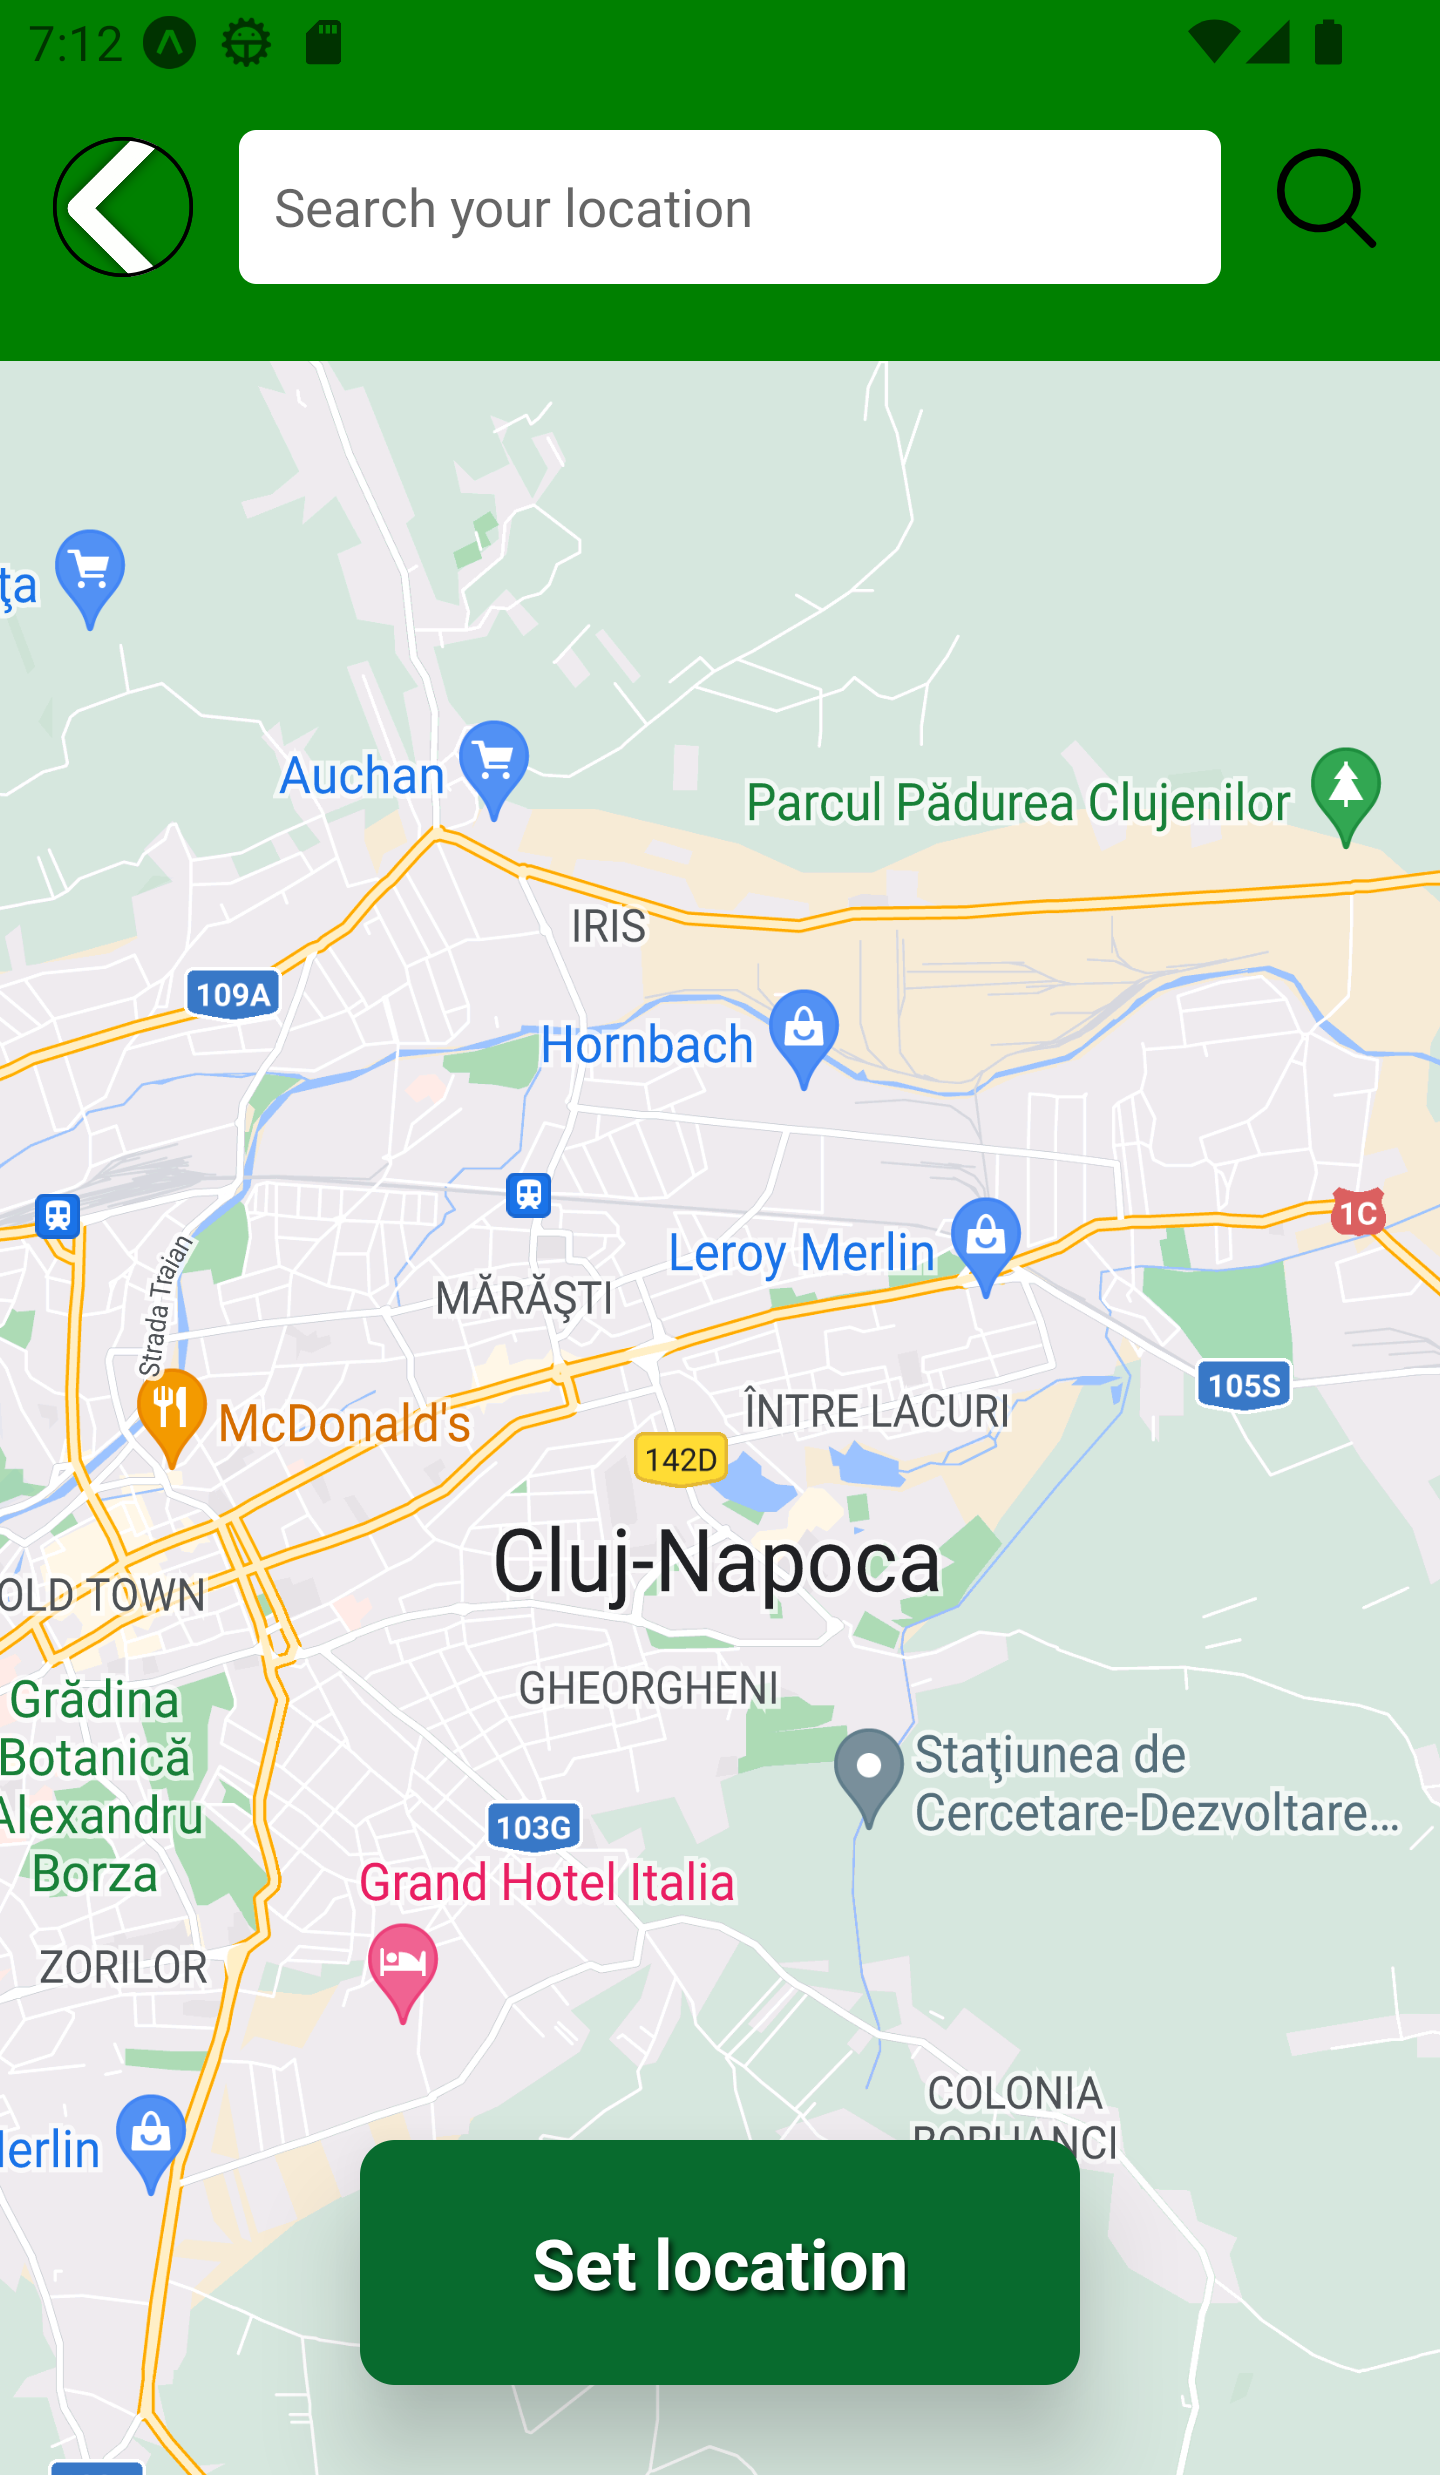 7:12
Search your location
ţa
Auchan
Parcul Pădurea Clujenilor
IRIS
109A
Hornbach
1C
Strada Traian
Leroy Merlin
MĂRĂŞTI
105S
McDonald's
ÎNTRE LACURI
142D
Cluj-Napoca
OLD TOWN
GHEORGHENI
Grădina
Botanică
Alexandru
Borza
Staţiunea de
Cercetare-Dezvoltare...
103G
Grand Hotel Italia
ZORILOR
COLONIA
Merlin
Set location